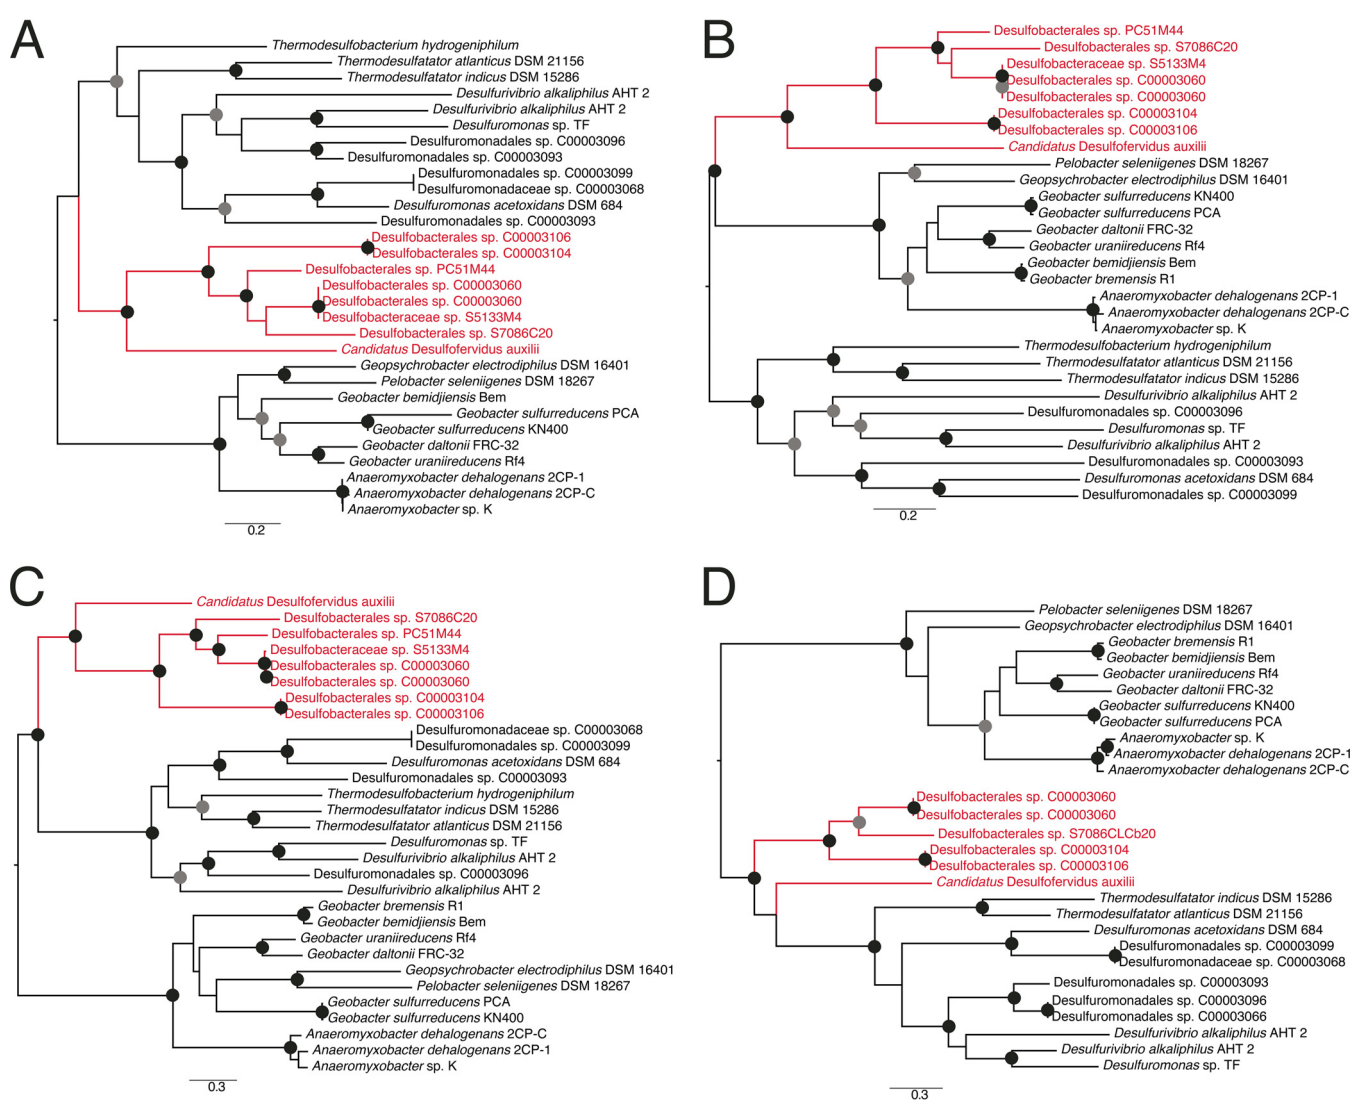 A
Thermodesulfobacterium hydrogeniphilum
Thermodesulfatator atlanticus DSM 21156
Thermodesulfatator indicus DSM 15286
Desulfurivibrio alkaliphilus AHT 2
Desulfurivibrio alkaliphilus AHT 2
Desulfuromonas sp. TF
Desulfuromonadales sp. C00003096
Desulfuromonadales sp. C00003093
Desulfuromonadales sp. C00003099
Desulfuromonadaceae sp. C00003068
Desulfuromonas acetoxidans DSM 684
Desulfuromonadales sp. C00003093
Desulfobacterales sp. C00003106
Desulfobacterales sp. C00003104
Desulfobacterales sp. PC51M44
Desulfobacterales sp. C00003060
Desulfobacterales sp. C00003060
Desulfobacteraceae sp. S5133M4
Desulfobacterales sp. S7086C20
Candidatus Desulfofervidus auxilii
Geopsychrobacter electrodiphilus DSM 16401
Pelobacter seleniigenes DSM 18267
Geobacter bemidjiensis Bem
Geobacter sulfurreducens PCA
Geobacter sulfurreducens KN400
Geobacter daltonii FRC-32
Geobacter uraniireducens Rf4
Anaeromyxobacter dehalogenans 2CP-1
Anaeromyxobacter dehalogenans 2CP-C
Anaeromyxobacter sp. K
0.2
B
Desulfobacterales sp. PC51M44
Desulfobacterales sp. S7086C20
Desulfobacteraceae sp. S5133M4
Desulfobacterales sp. C00003060
Desulfobacterales sp. C00003060
Desulfobacterales sp. C00003104
Desulfobacterales sp. C00003106
Candidatus Desulfofervidus auxilii
Pelobacter seleniigenes DSM 18267
Geopsychrobacter electrodiphilus DSM 16401
Geobacter sulfurreducens KN400
Geobacter sulfurreducens PCA
Geobacter daltonii FRC-32
Geobacter uraniireducens Rf4
Geobacter bemidjiensis Bem
Geobacter bremensis R1
Anaeromyxobacter dehalogenans 2CP-1
Anaeromyxobacter dehalogenans 2CP-C
Anaeromyxobacter sp. K
Thermodesulfobacterium hydrogeniphilum
Thermodesulfatator atlanticus DSM 21156
Thermodesulfatator indicus DSM 15286
Desulfurivibrio alkaliphilus AHT 2
Desulfuromonadales sp. C00003096
Desulfuromonas sp. TF
Desulfurivibrio alkaliphilus AHT 2
Desulfuromonadales sp. C00003093
Desulfuromonas acetoxidans DSM 684
Desulfuromonadales sp. C00003099
0.2
C
Candidatus Desulfofervidus auxilii
Desulfobacterales sp. S7086C20
Desulfobacterales sp. PC51M44
Desulfobacteraceae sp. S5133M4
Desulfobacterales sp. C00003060
Desulfobacterales sp. C00003060
Desulfobacterales sp. C00003104
Desulfobacterales sp. C00003106
Desulfuromonadaceae sp. C00003068
Desulfuromonadales sp. C00003099
Desulfuromonas acetoxidans DSM 684
Desulfuromonadales sp. C00003093
Thermodesulfobacterium hydrogeniphilum
Thermodesulfatator indicus DSM 15286
Thermodesulfatator atlanticus DSM 21156
Desulfuromonas sp. TF
Desulfurivibrio alkaliphilus AHT 2
Desulfuromonadales sp. C00003096
Desulfurivibrio alkaliphilus AHT 2
Geobacter bremensis R1
Geobacter bemidjiensis Bem
Geobacter uraniireducens Rf4
Geobacter daltonii FRC-32
Geopsychrobacter electrodiphilus DSM 16401
Pelobacter seleniigenes DSM 18267
Geobacter sulfurreducens PCA
Geobacter sulfurreducens KN400
Anaeromyxobacter dehalogenans 2CP-C
Anaeromyxobacter dehalogenans 2CP-1
Anaeromyxobacter sp. K
0.3
D
Pelobacter seleniigenes DSM 18267
Geopsychrobacter electrodiphilus DSM 16401
Geobacter bremensis R1
Geobacter bemidjiensis Bem
Geobacter uraniireducens Rf4
Geobacter daltonii FRC-32
Geobacter sulfurreducens KN400
Geobacter sulfurreducens PCA
Anaeromyxobacter sp. K
Anaeromyxobacter dehalogenans 2CP-1
Anaeromyxobacter dehalogenans 2CP-C
Desulfobacterales sp. C00003060
Desulfobacterales sp. C00003060
Desulfobacterales sp. S7086CLCb20
Desulfobacterales sp. C00003104
Desulfobacterales sp. C00003106
Candidatus Desulfofervidus auxilii
Thermodesulfatator indicus DSM 15286
Thermodesulfatator atlanticus DSM 21156
Desulfuromonas acetoxidans DSM 684
Desulfuromonadales sp. C00003099
Desulfuromonadaceae sp. C00003068
Desulfuromonadales sp. C00003093
Desulfuromonadales sp. C00003096
Desulfuromonadales sp. C00003066
Desulfurivibrio alkaliphilus AHT 2
Desulfurivibrio alkaliphilus AHT 2
Desulfuromonas sp. TF
0.3